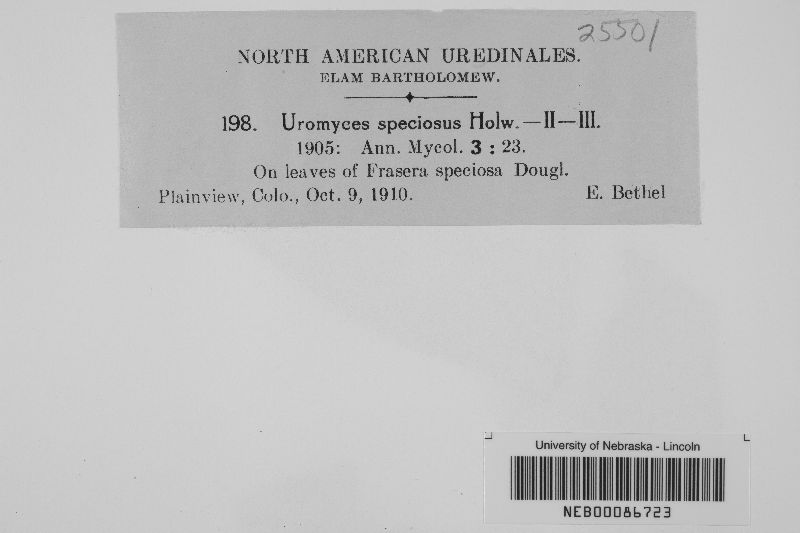 25501
NORTH AMERICAN UREDINALES.
ELAM BARTHOLOMEW.
198. Uromyces speciosus Holw.—II—III.
1905: Ann. Mycol. 3 : 23.
On leaves of Frasera speciosa Dougl.
Plainview, Colo., Oct. 9, 1910. E. Bethel
University of Nebraska - Lincoln
NEB00086723